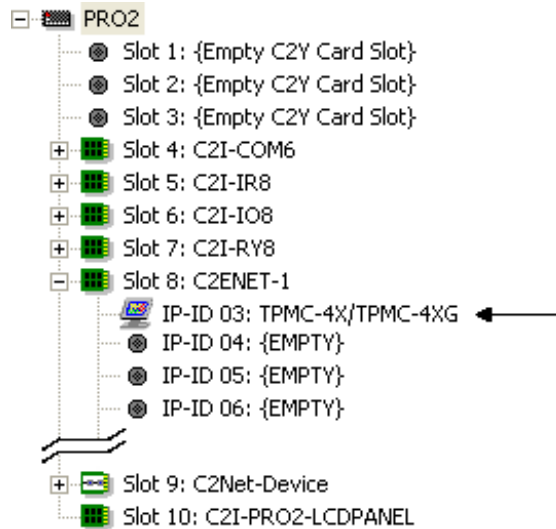 PRO2
Slot 1: {Empty C2Y Card Slot}
Slot 2: {Empty C2Y Card Slot}
Slot 3: {Empty C2Y Card Slot}
Slot 4: C2I-COM6
Slot 5: C2I-IR8
Slot 6: C2I-IO8
Slot 7: C2I-RY8
Slot 8: C2ENET-1
IP-ID 03: TPMC-4X/TPMC-4XG
IP-ID 04: {EMPTY}
IP-ID 05: {EMPTY}
IP-ID 06: {EMPTY}
Slot 9: C2Net-Device
Slot 10: C2I-PRO2-LCDPANEL